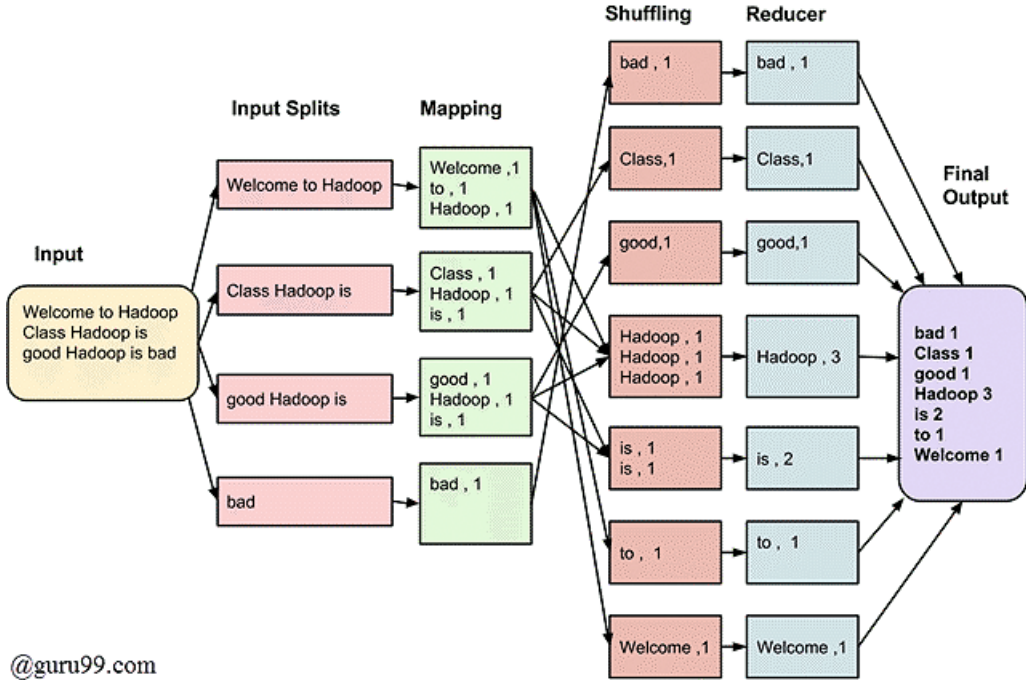 Shuffling
Reducer
Input Splits
Mapping
Final
Output
Input
Welcome to Hadoop
Class Hadoop is
good Hadoop is bad
Welcome to Hadoop
Class Hadoop is
good Hadoop is
bad
Welcome ,1
to , 1
Hadoop , 1
Class , 1
Hadoop , 1
is , 1
good , 1
Hadoop , 1
is , 1
bad , 1
bad , 1
Class,1
good,1
Hadoop , 1
Hadoop , 1
Hadoop , 1
is , 1
is , 1
to , 1
Welcome ,1
bad , 1
Class,1
good,1
Hadoop , 3
is , 2
to , 1
Welcome ,1
bad 1
Class 1
good 1
Hadoop 3
is 2
to 1
Welcome 1
@guru99.com